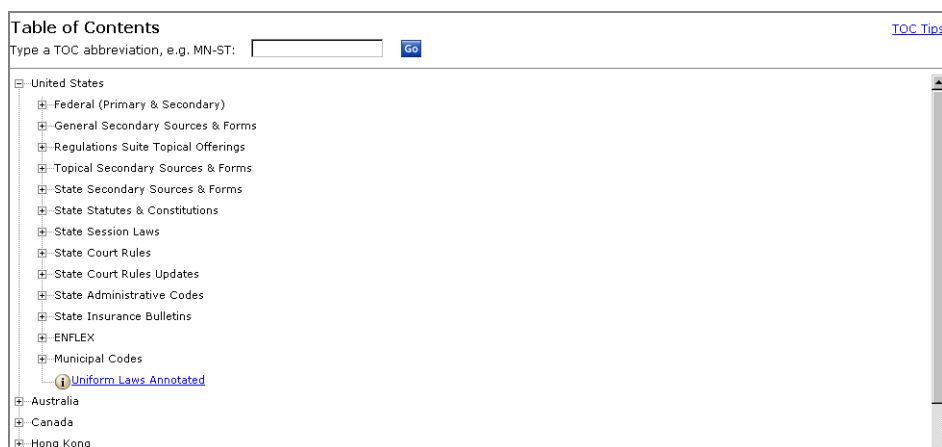 Table of Contents
TOC Tips
Type a TOC abbreviation, e.g. MN-ST: Go
United States
Federal (Primary & Secondary)
General Secondary Sources & Forms
Regulations Suite Topical Offerings
Topical Secondary Sources & Forms
State Secondary Sources & Forms
State Statutes & Constitutions
State Session Laws
State Court Rules
State Court Rules Updates
State Administrative Codes
State Insurance Bulletins
ENFLEX
Municipal Codes
Uniform Laws Annotated
Australia
Canada
Hong Kong